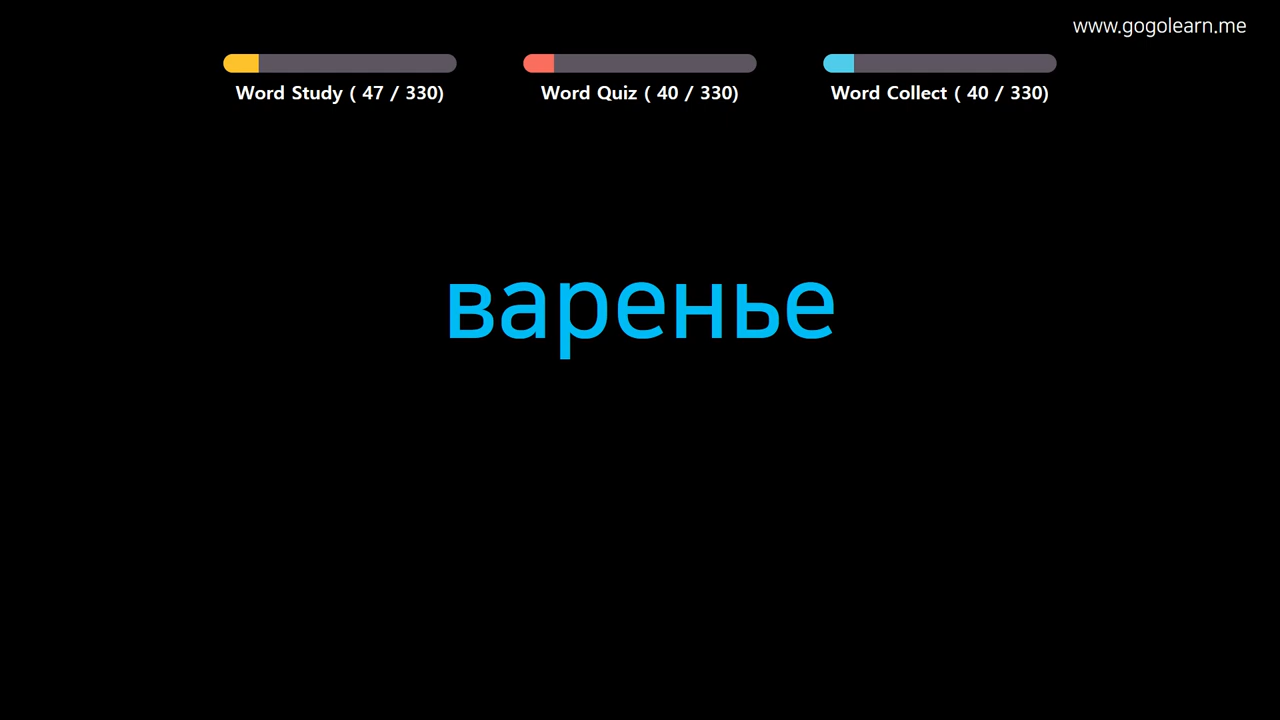 www.gogolearn.me
Word Study ( 47 / 330)
Word Quiz ( 40 / 330)
Word Collect ( 40 / 330)
варенье